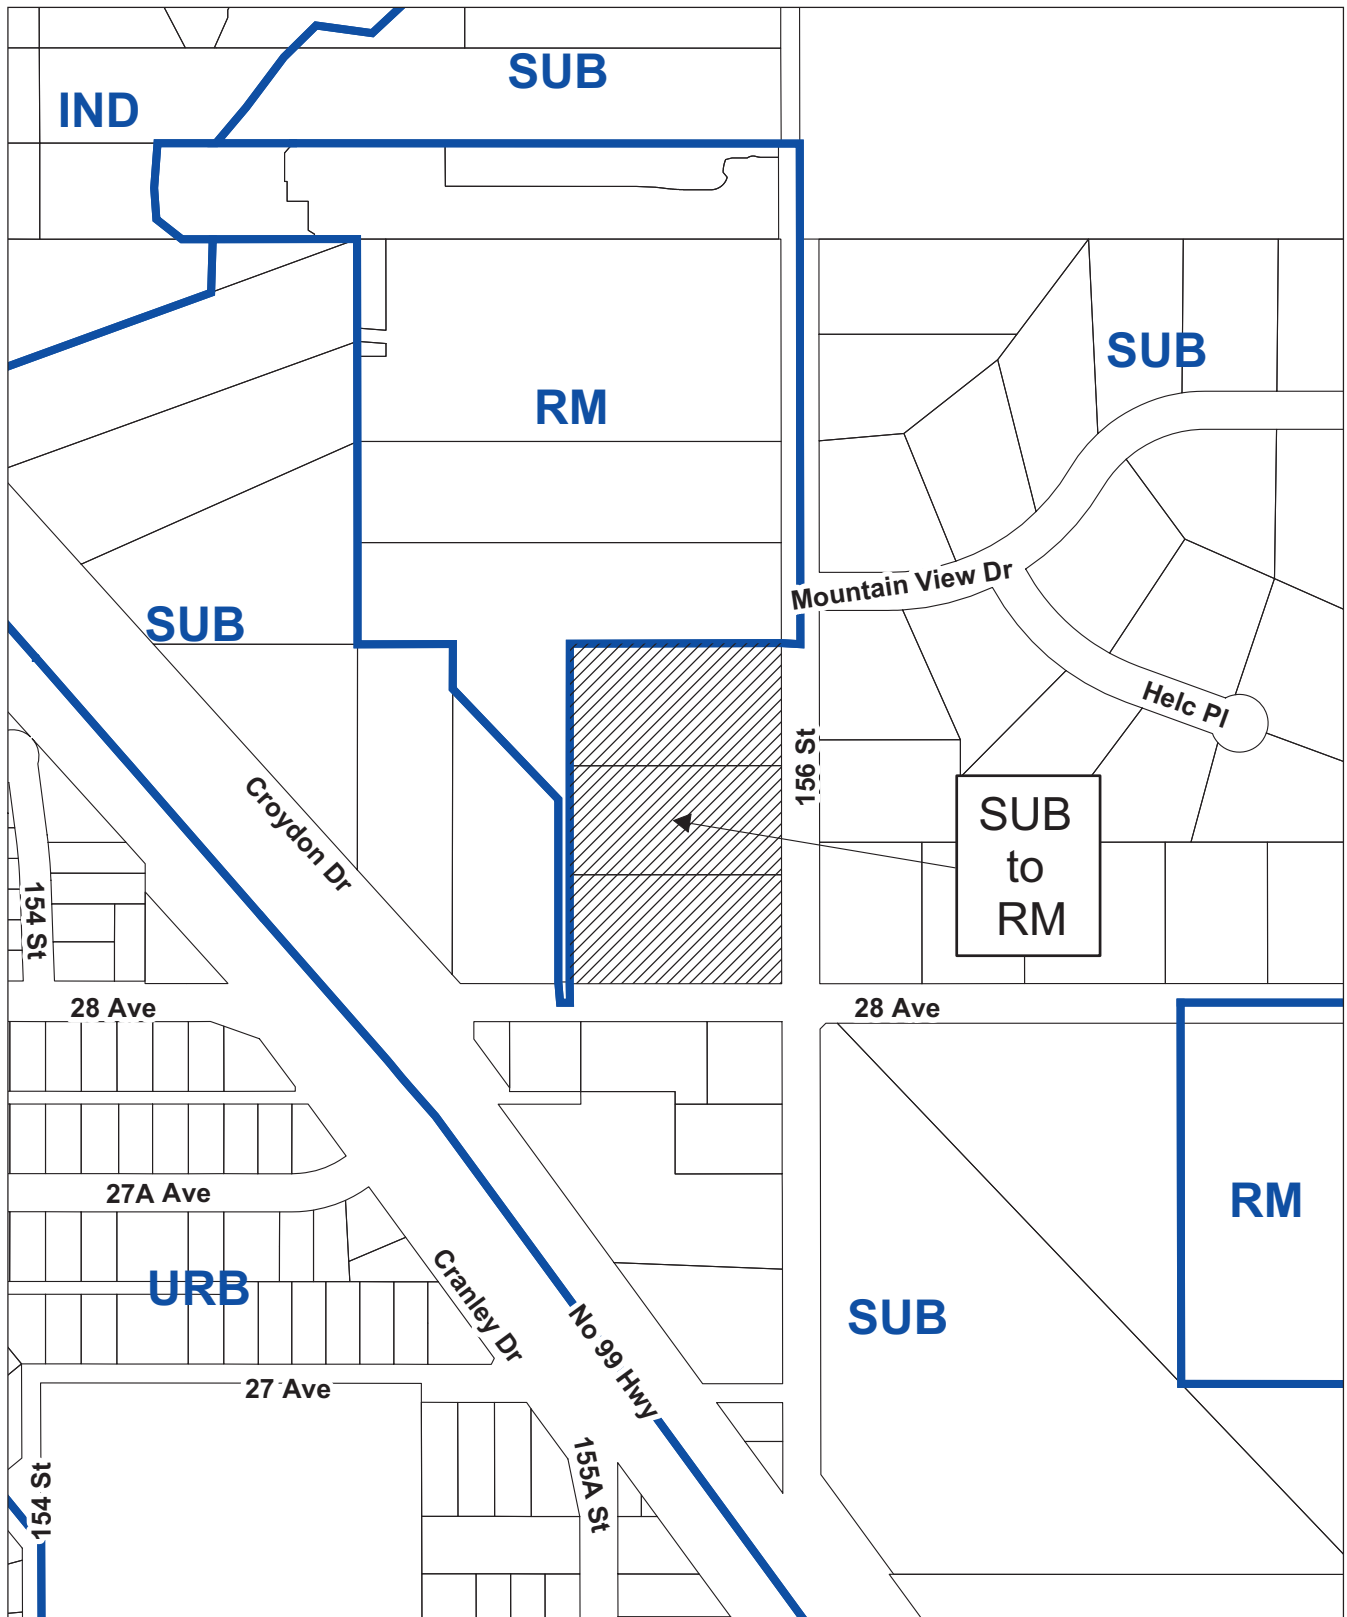 SUB
IND
SUB
RM
Mountain View Dr
SUB
Helc Pl
156 St
Croydon Dr
SUB
to
RM
154 St
28 Ave
28 Ave
27A Ave
RM
URB
Cranley Dr
SUB
No 99 Hwy
27 Ave
155A St
154 St